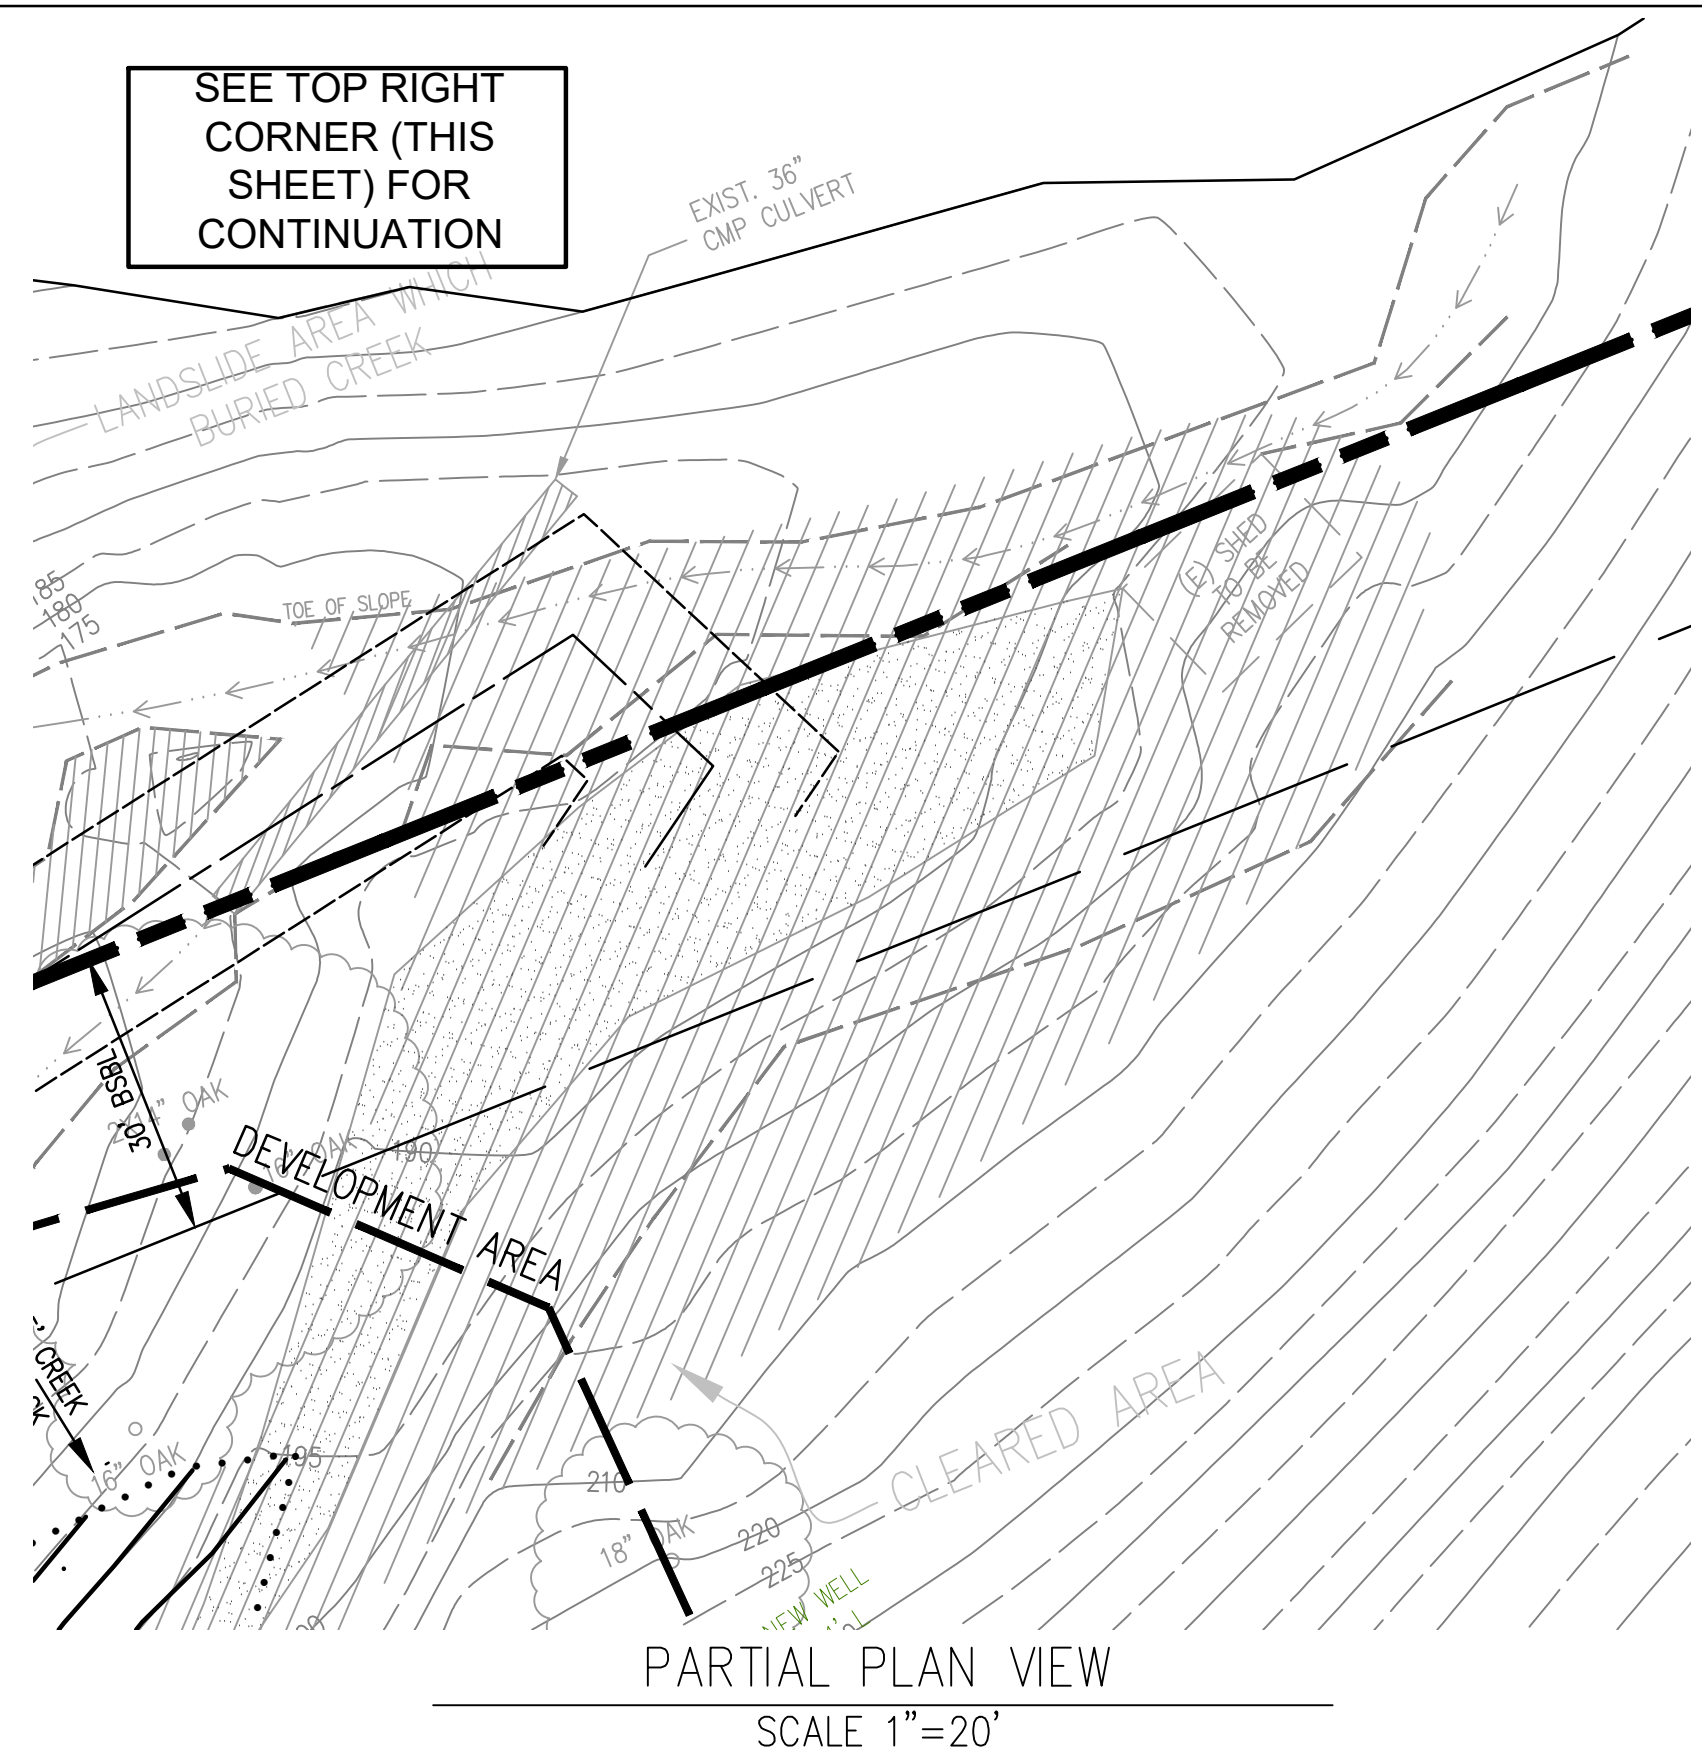 SEE TOP RIGHT
CORNER (THIS
SHEET) FOR
CONTINUATION
EXIST. 36"
CMP CULVERT
LANDSLIDE AREA WHICH
BURIED CREEK
180
175
TOE OF SLOPE
(E) SHED
TO BE
REMOVED
30' BSBL
OAK
OAK
190
DEVELOPMENT AREA
CREEK
16" OAK
195
210
18" OAK
220
225
CLEARED AREA
NEW WELL
PARTIAL PLAN VIEW
SCALE 1"=20'